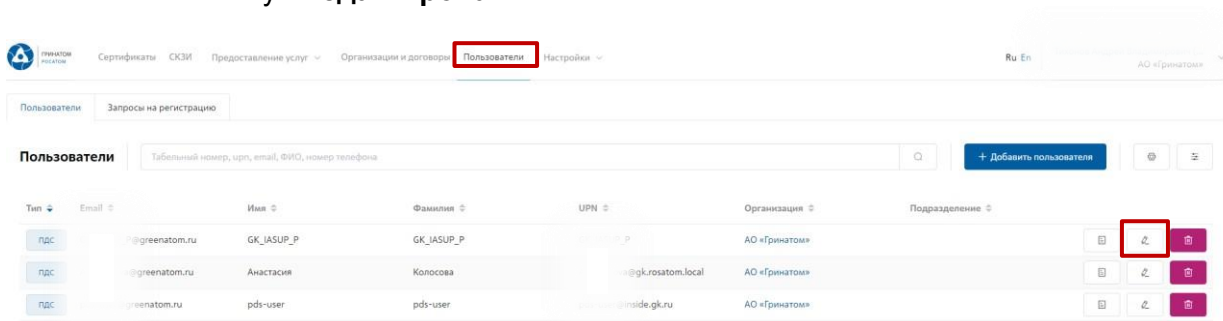 ГРИНАТОМ
РОСАТОМ
Сертификаты СКЗИ Предоставление услуг Организации и договоры Пользователи Настройки Ru En АО «Гринатом»
Пользователи Запросы на регистрацию
Пользователи Табельный номер, upn, email, ФИО, номер телефона + Добавить пользователя
Тип Email Имя Фамилия UPN Организация Подразделение
пдс @greenatom.ru GK_IASUP_P GK_IASUP_P АО «Гринатом»
пдс @greenatom.ru Анастасия Колосова @gk.rosatom.local АО «Гринатом»
пдс greenatom.ru pds-user pds-user inside.gk.ru АО «Гринатом»